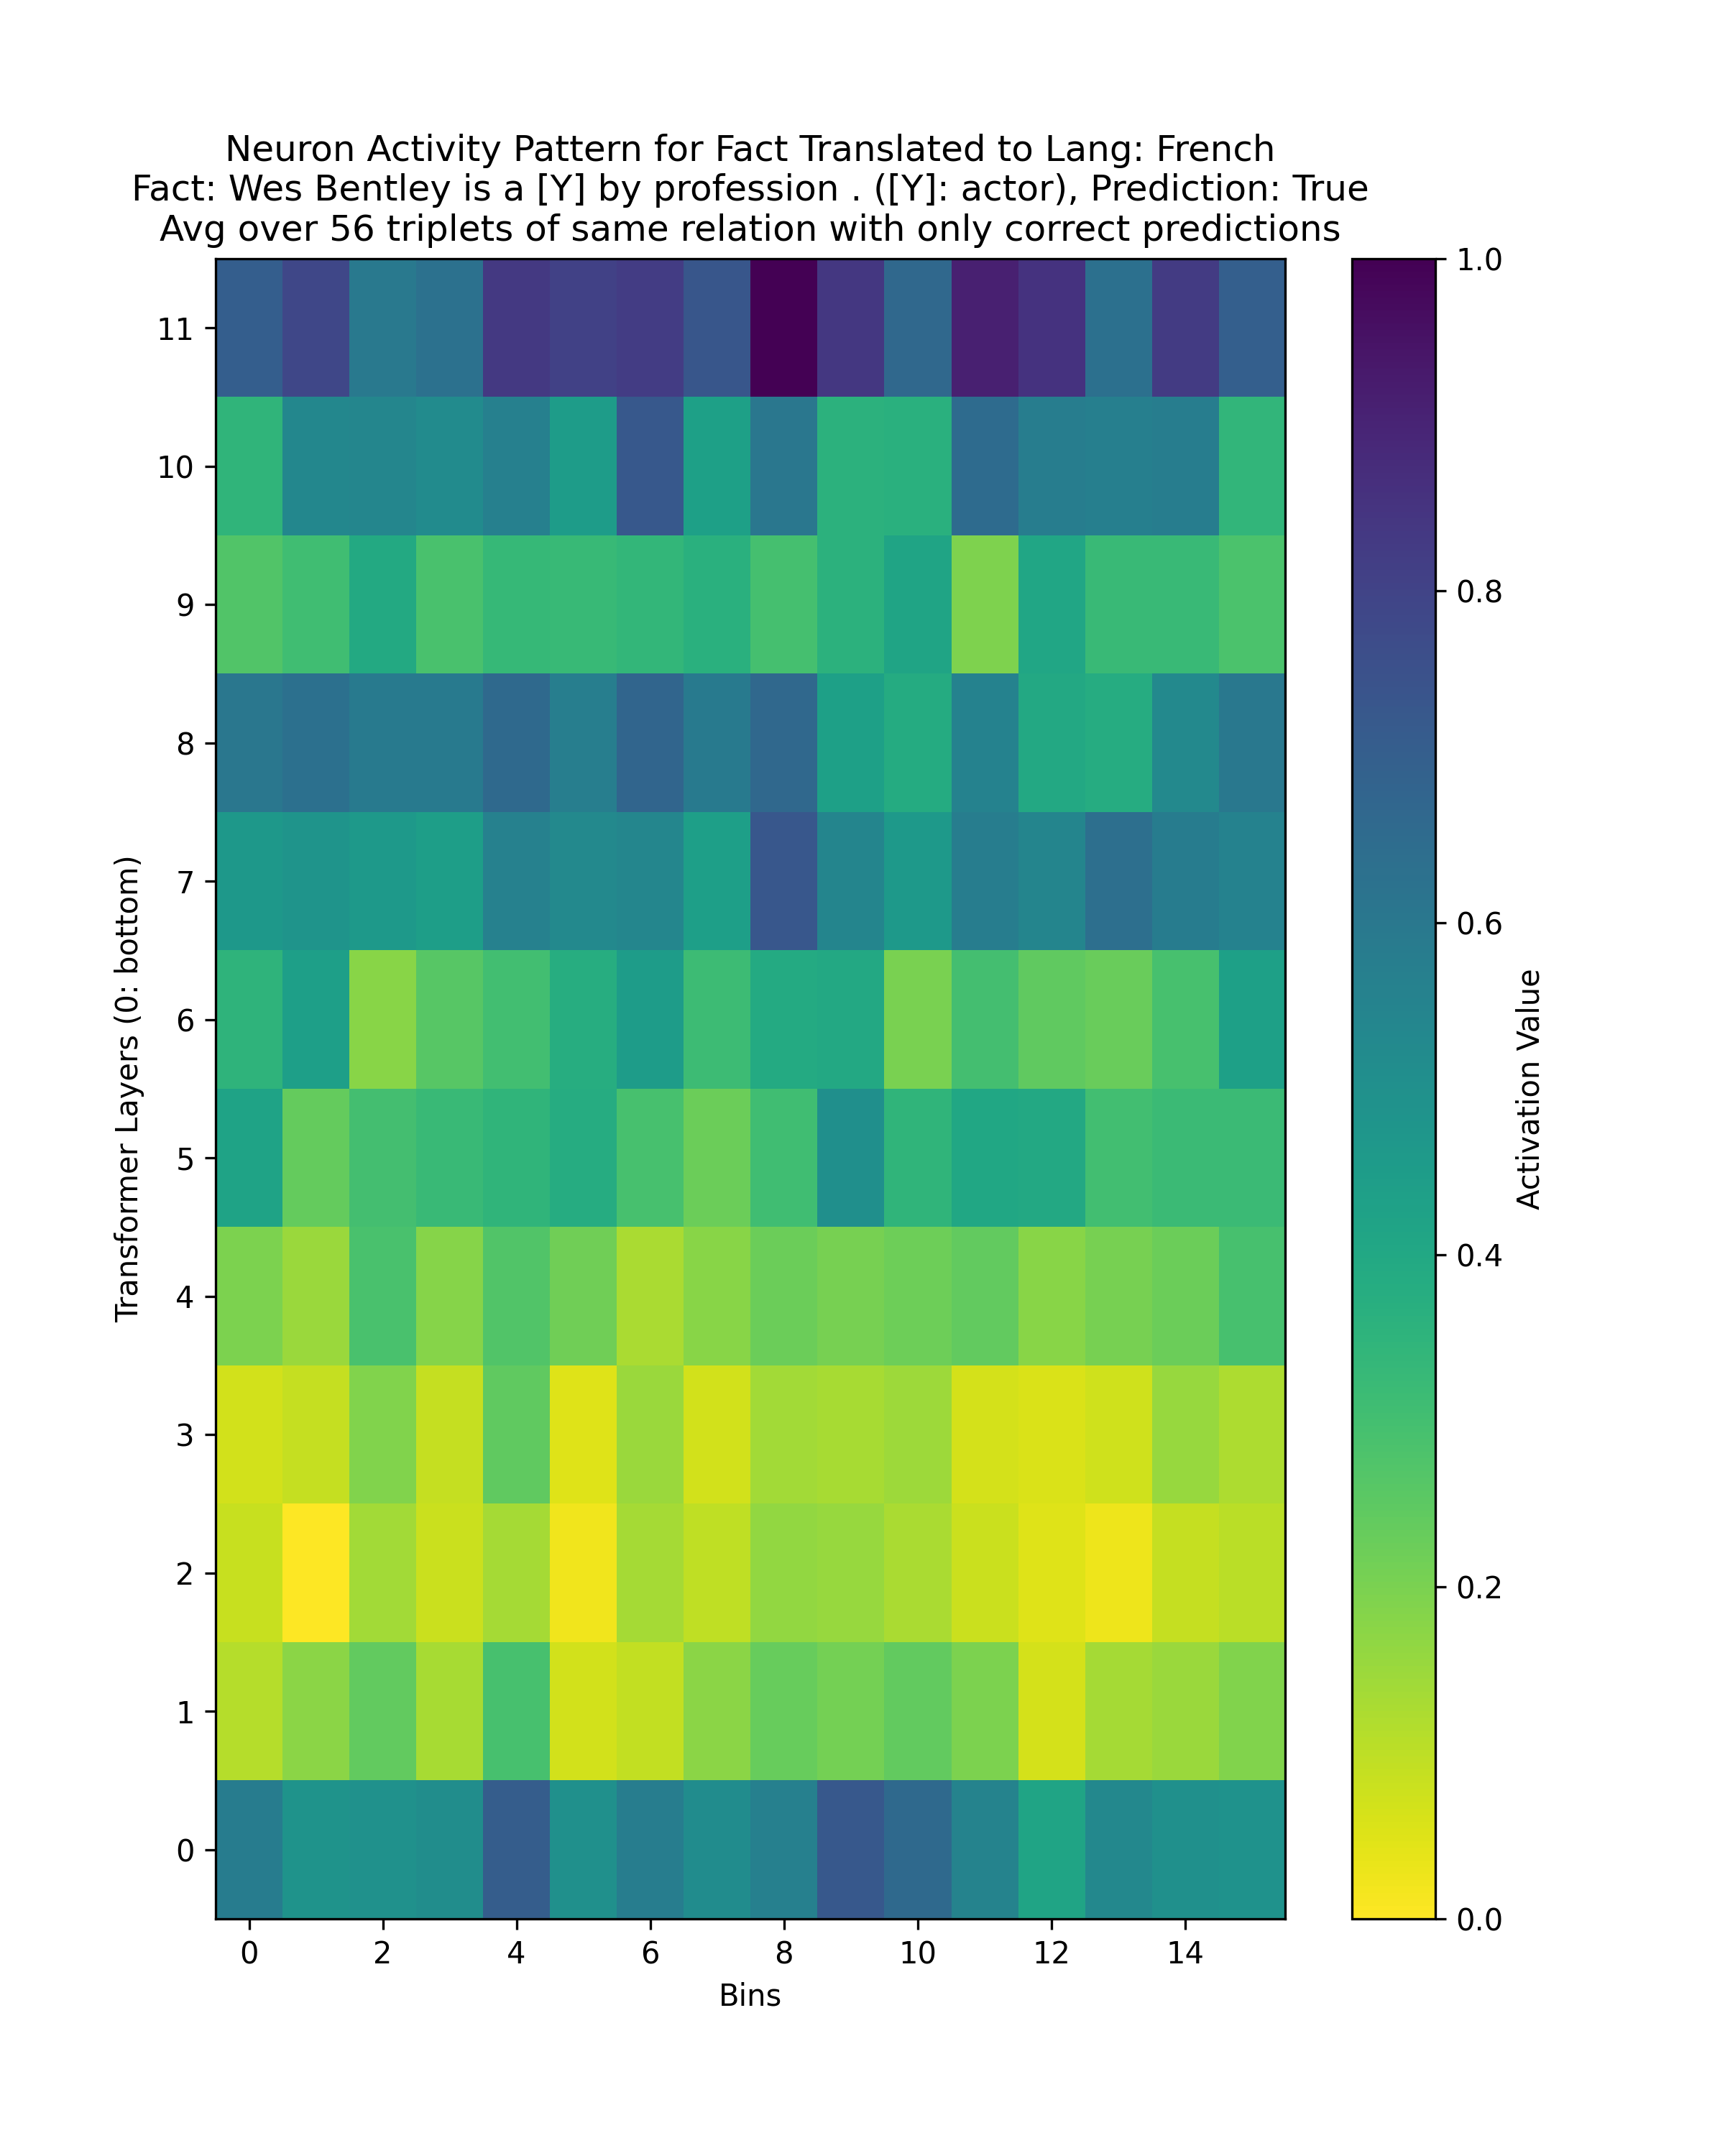 Neuron Activity Pattern for Fact Translated to Lang: French
Fact: Wes Bentley is a [Y] by profession . ([Y]: actor), Prediction: True
Avg over 56 triplets of same relation with only correct predictions
Transformer Layers (0: bottom)
11
10
9
8
7
6
5
4
3
2
1
0
0 2 4 6 8 10 12 14
Bins
1.0
0.8
0.6
0.4
0.2
0.0
Activation Value